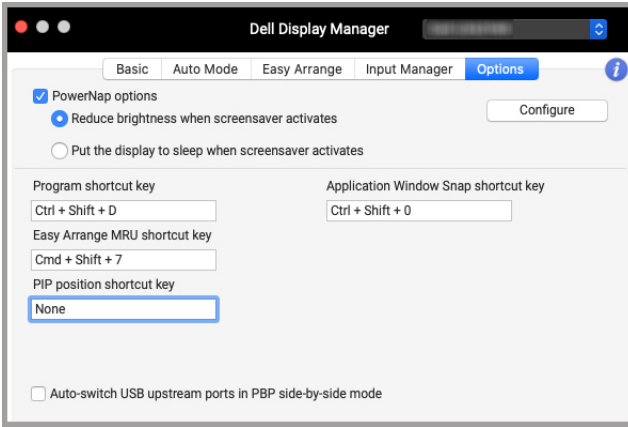 Dell Display Manager
Basic Auto Mode Easy Arrange Input Manager Options i
PowerNap options
Configure
Reduce brightness when screensaver activates
Put the display to sleep when screensaver activates
Program shortcut key Application Window Snap shortcut key
Ctrl + Shift + D Ctrl + Shift + 0
Easy Arrange MRU shortcut key
Cmd + Shift + 7
PIP position shortcut key
None
Auto-switch USB upstream ports in PBP side-by-side mode